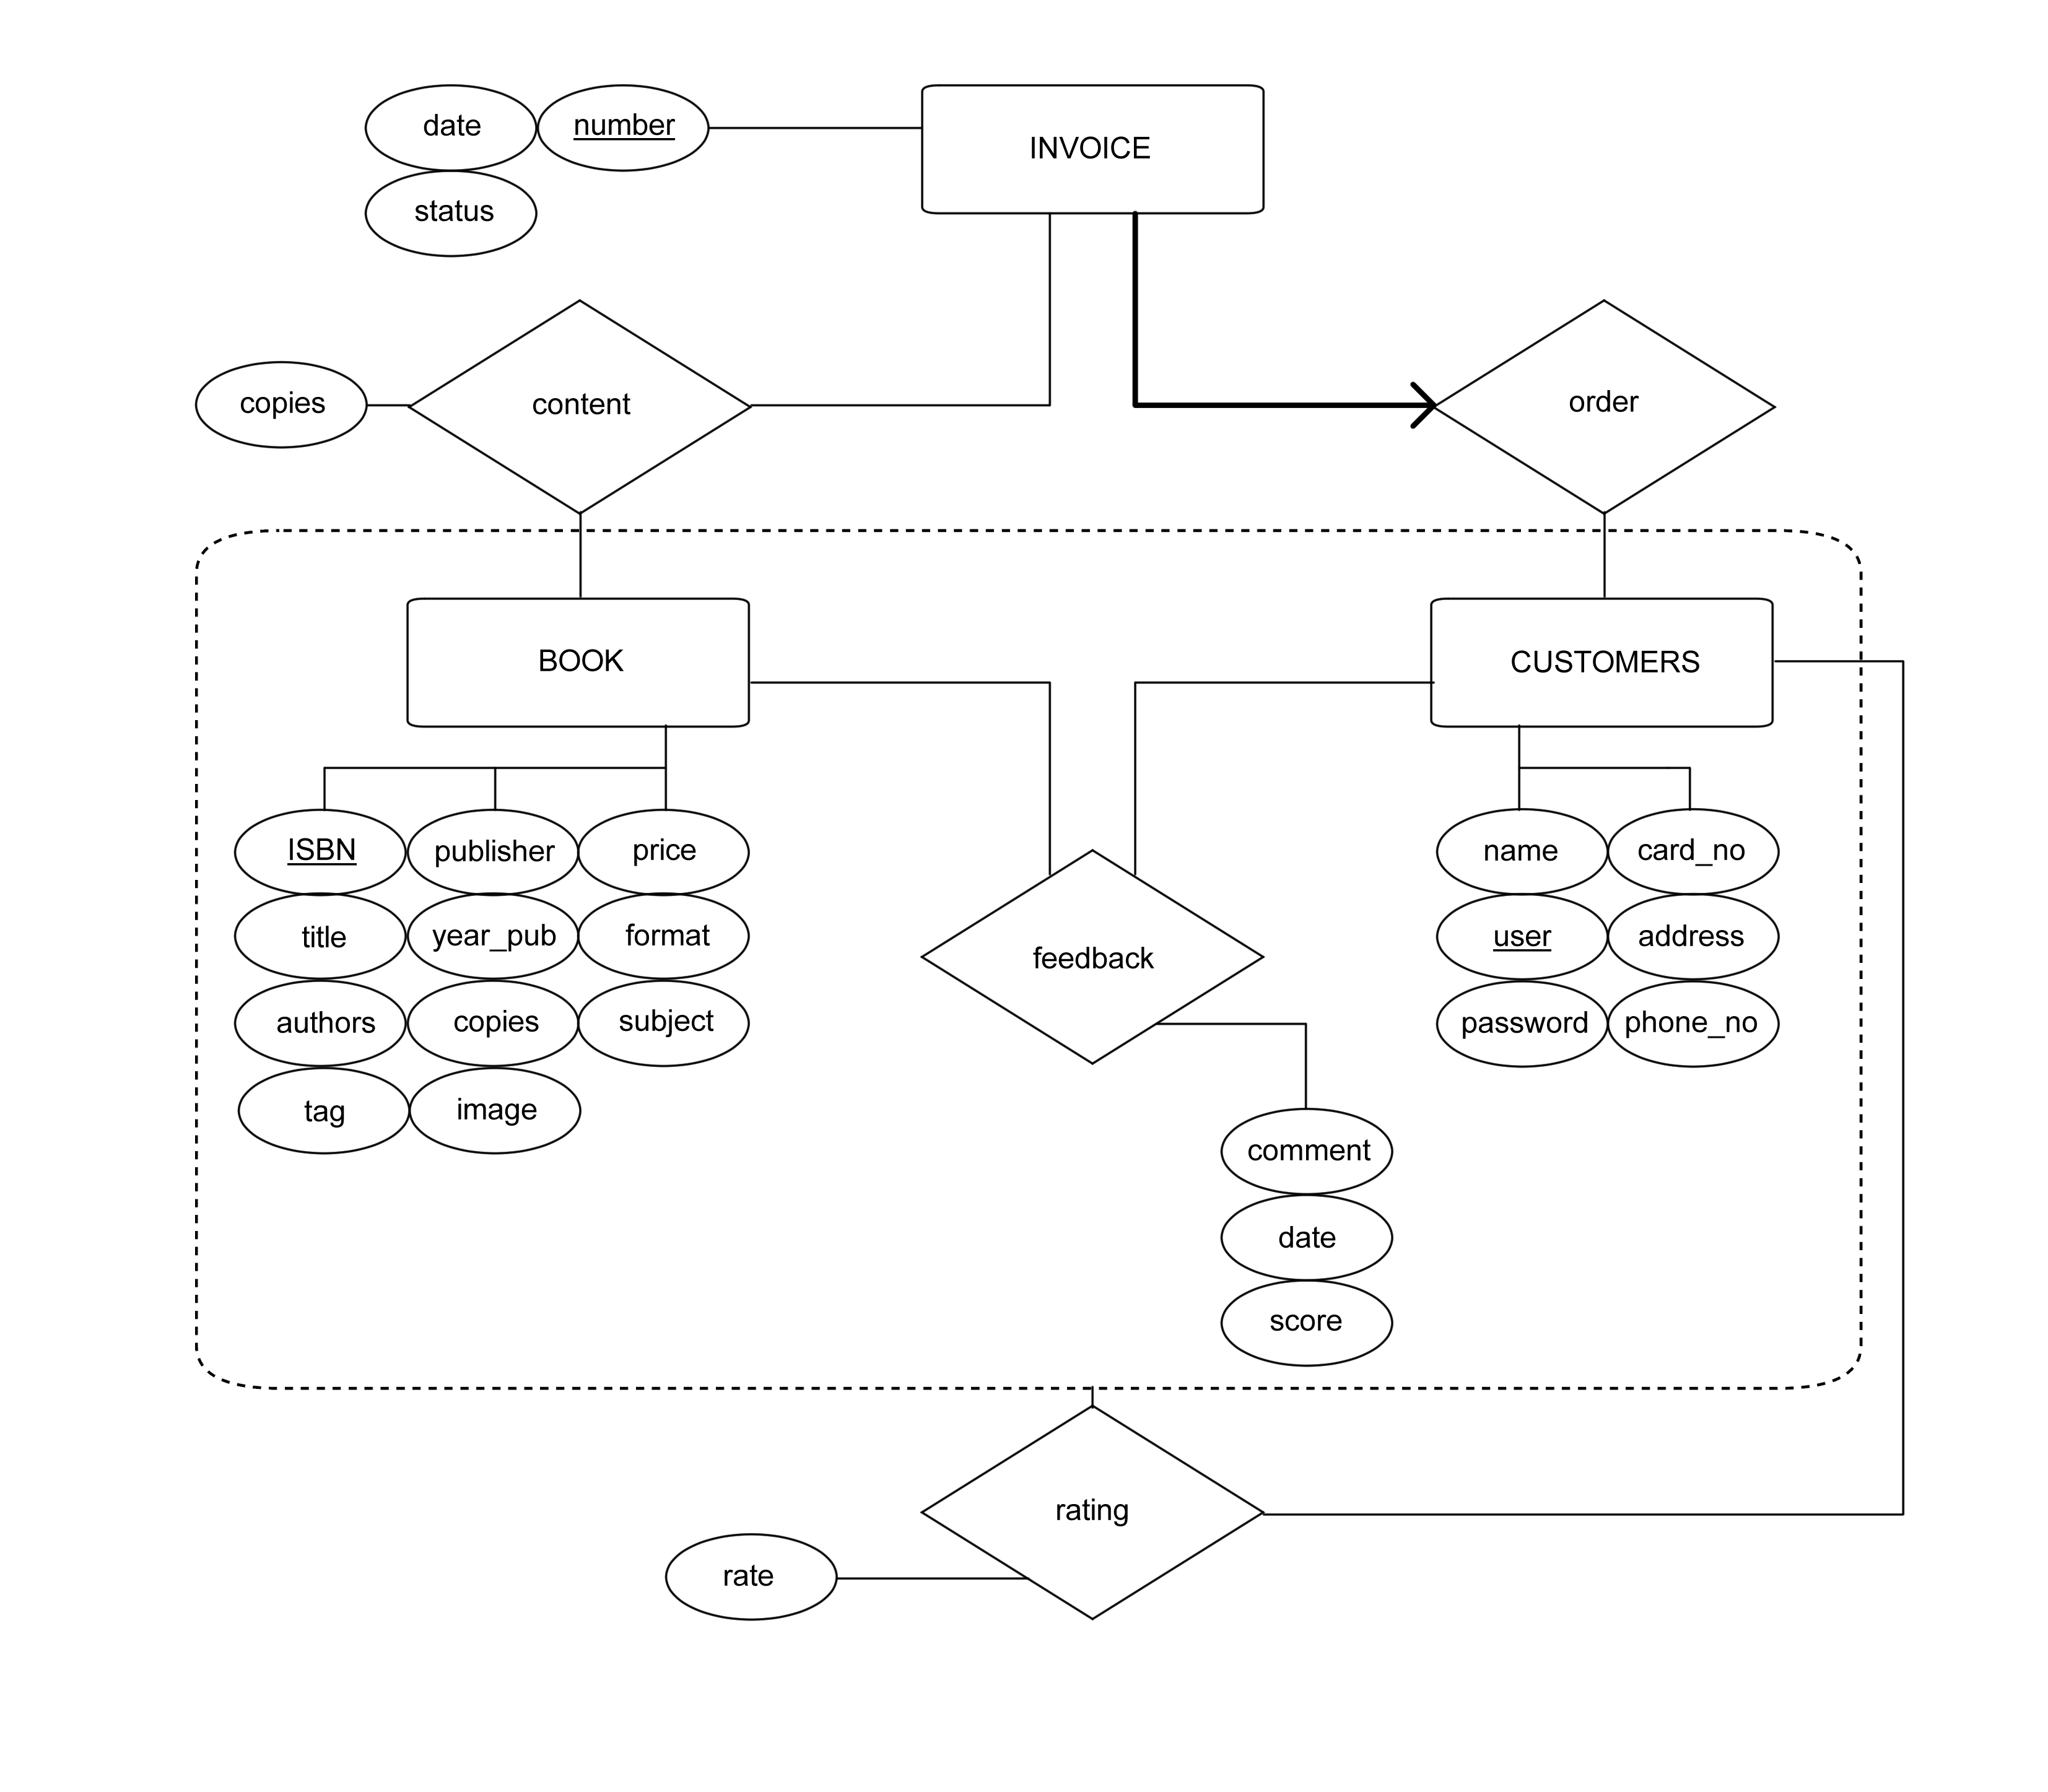 date
number
INVOICE
status
copies
content
order
BOOK
CUSTOMERS
ISBN
publisher
price
title
year_pub
format
authors
copies
subject
tag
image
feedback
name
card_no
user
address
password
phone_no
comment
date
score
rating
rate